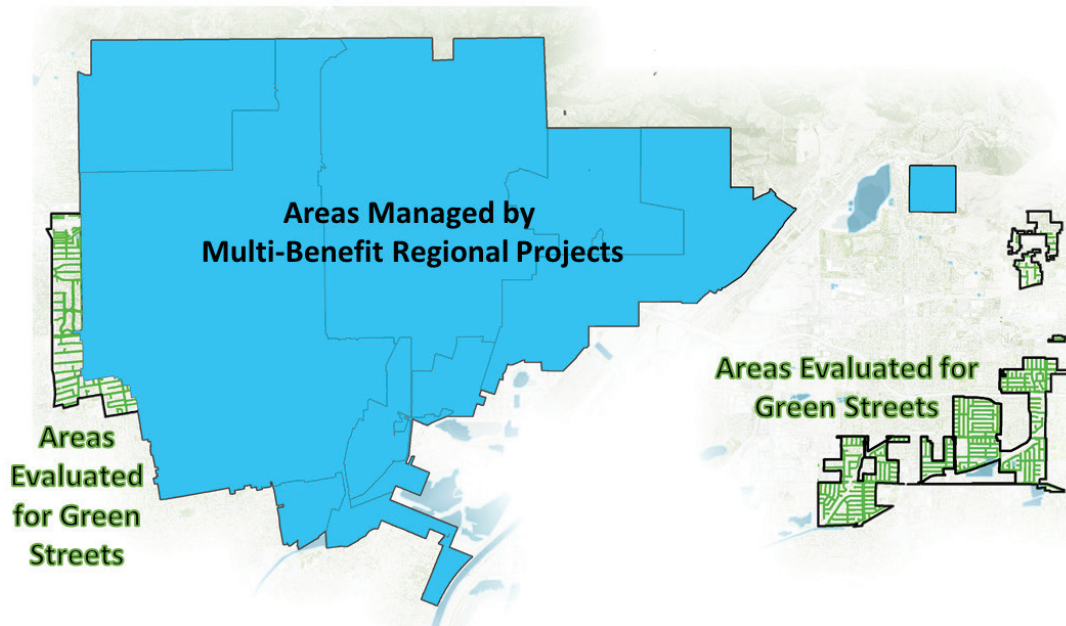 Areas Managed by
Multi-Benefit Regional Projects
Areas Evaluated for
Green Streets
Areas
Evaluated
for Green
Streets